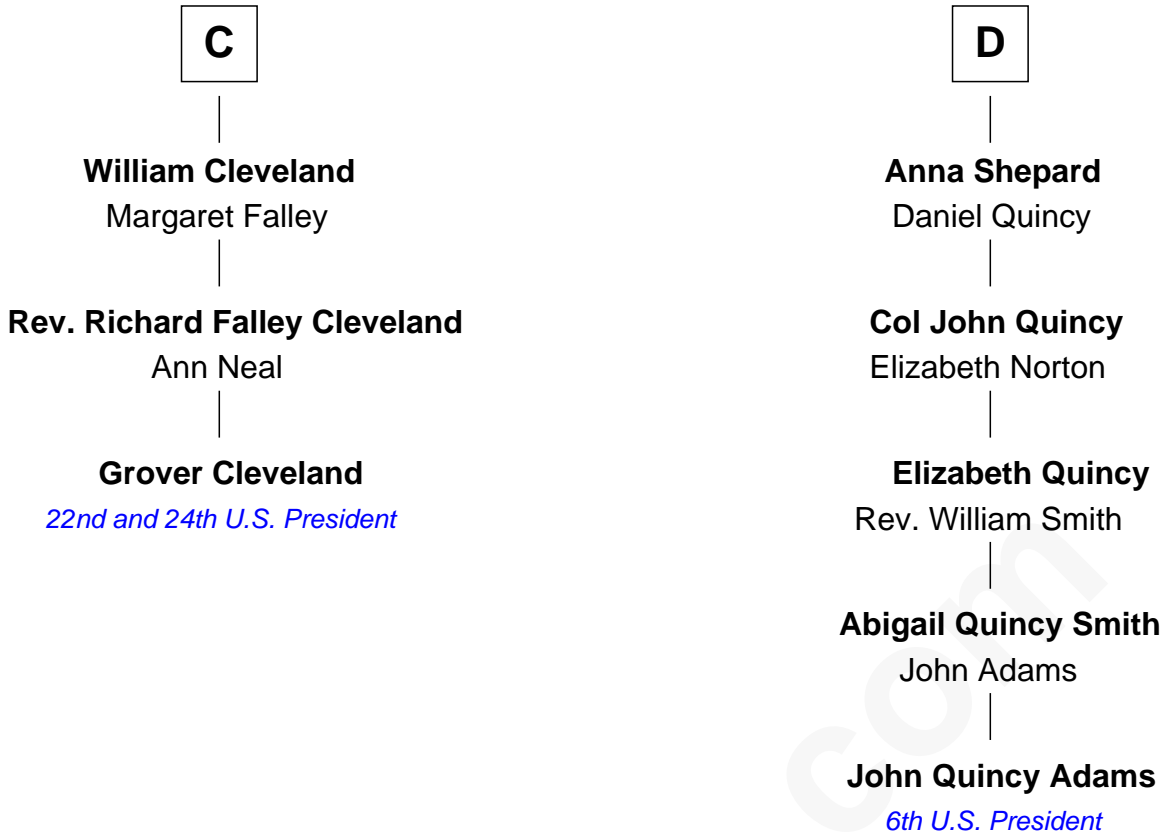 C
William Cleveland
Margaret Falley
Rev. Richard Falley Cleveland
Ann Neal
Grover Cleveland
22nd and 24th U.S. President
D
Anna Shepard
Daniel Quincy
Col John Quincy
Elizabeth Norton
Elizabeth Quincy
Rev. William Smith
Abigail Quincy Smith
John Adams
John Quincy Adams
6th U.S. President
com